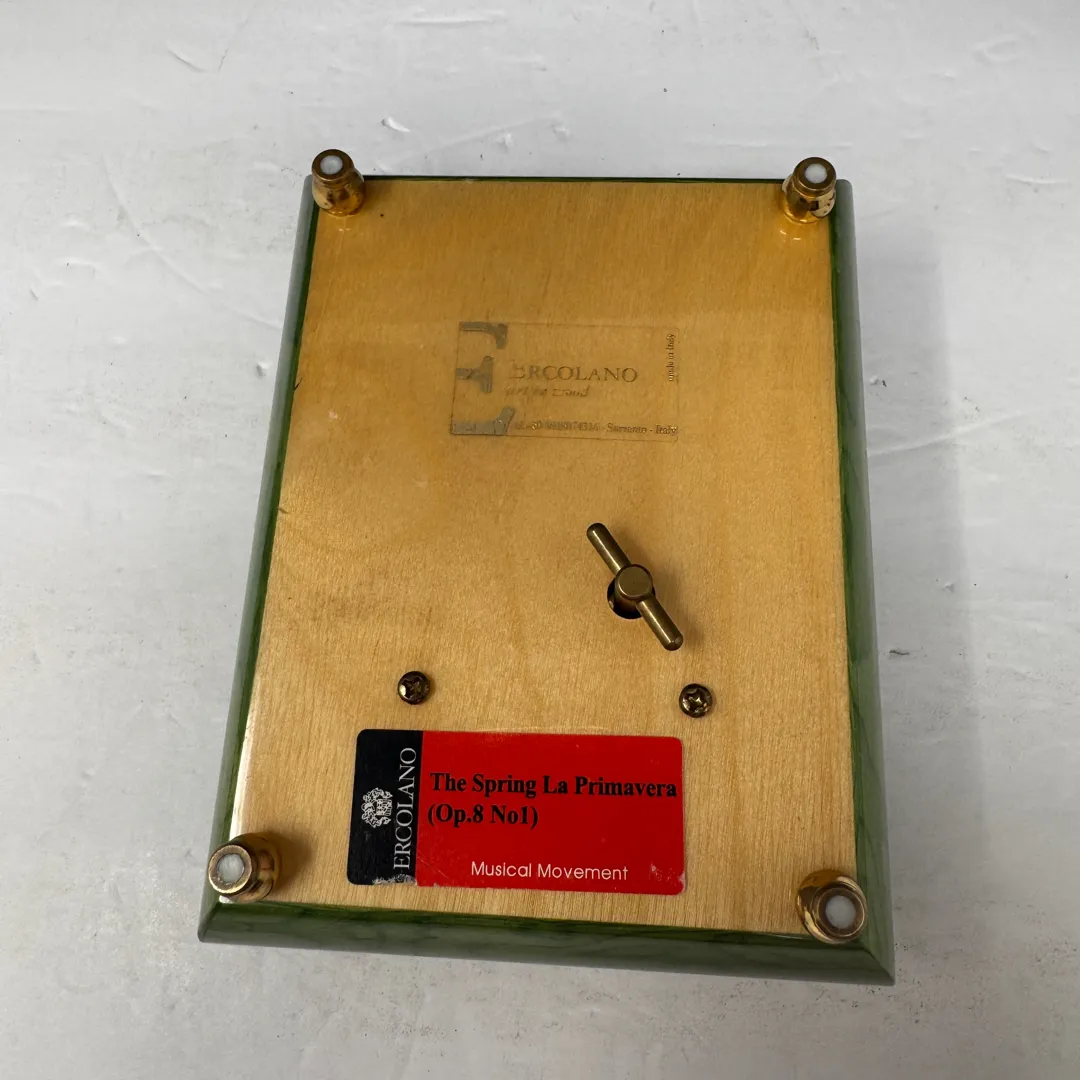 ERCOLANO
made in Italy
Sorrento - Italy
ERCOLANO
The Spring La Primavera
(Op.8 No1)
Musical Movement